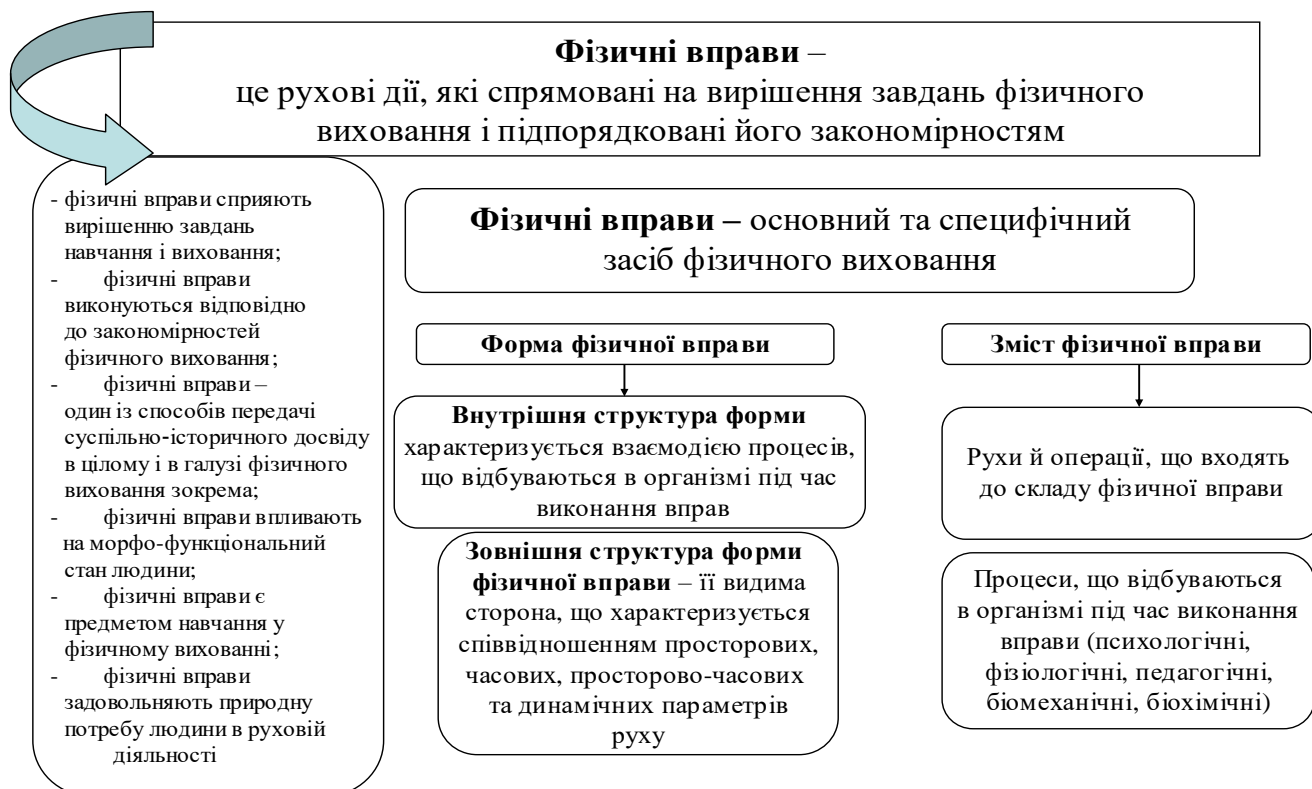 Фізичні вправи –
це рухові дії, які спрямовані на вирішення завдань фізичного
виховання і підпорядковані його закономірностям
- фізичні вправи сприяють
вирішенню завдань
навчання і виховання;
- фізичні вправи
виконуються відповідно
до закономірностей
фізичного виховання;
- фізичні вправи –
один із способів передачі
суспільно-історичного досвіду
в цілому і в галузі фізичного
виховання зокрема;
- фізичні вправи впливають
на морфо-функціональний
стан людини;
- фізичні вправи є
предметом навчання у
фізичному вихованні;
- фізичні вправи
задовольняють природну
потребу людини в руховій
діяльності
Фізичні вправи – основний та специфічний
засіб фізичного виховання
Форма фізичної вправи
Внутрішня структура форми
характеризується взаємодією процесів,
що відбуваються в організмі під час
виконання вправ
Зовнішня структура форми
фізичної вправи – її видима
сторона, що характеризується
співвідношенням просторових,
часових, просторово-часових
та динамічних параметрів
руху
Зміст фізичної вправи
Рухи й операції, що входять
до складу фізичної вправи
Процеси, що відбуваються
в організмі під час виконання
вправи (психологічні,
фізіологічні, педагогічні,
біомеханічні, біохімічні)